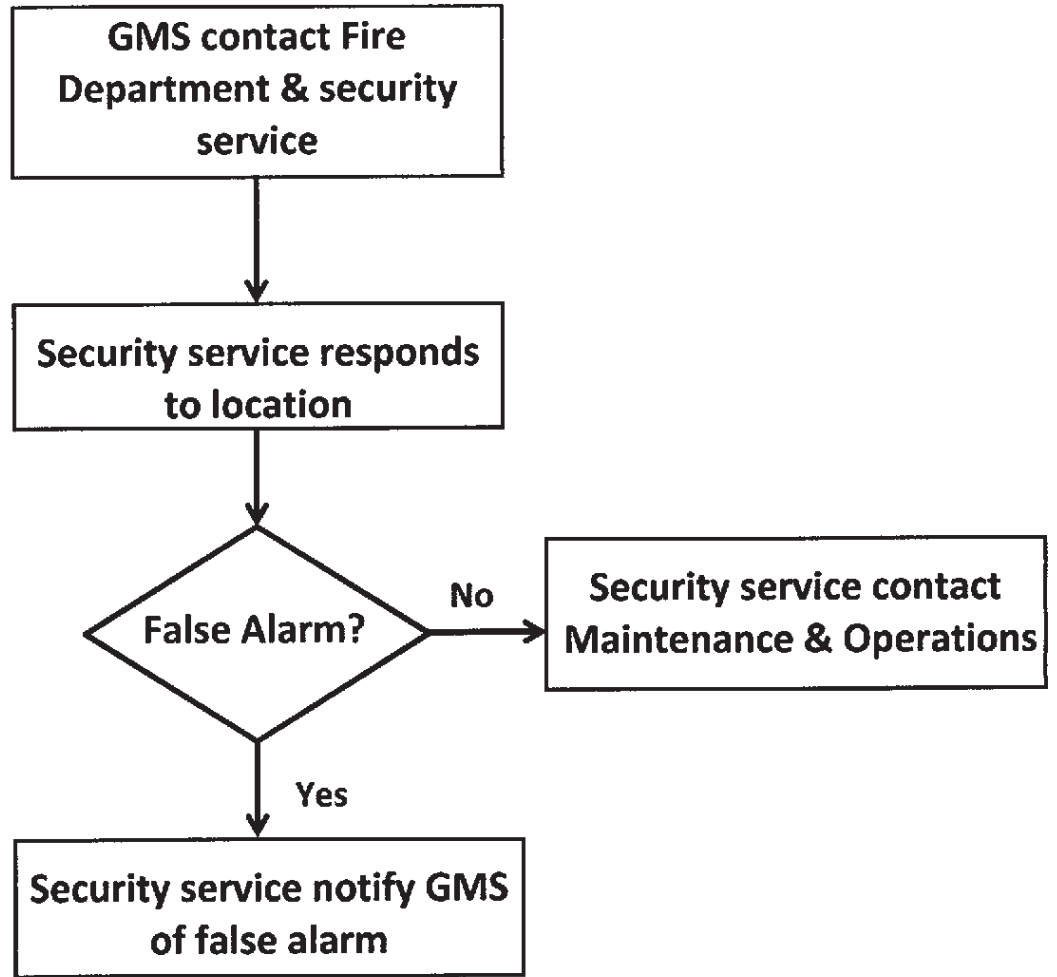 GMS contact Fire
Department & security
service
Security service responds
to location
False Alarm?
No
Security service contact
Maintenance & Operations
Yes
Security service notify GMS
of false alarm